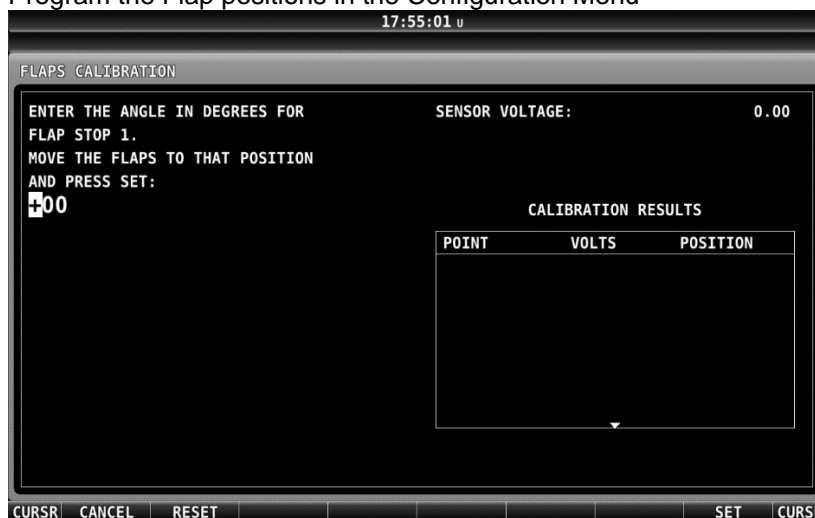 Program the Flap positions in the Configuration Menu
17:55:01 U
FLAPS CALIBRATION
ENTER THE ANGLE IN DEGREES FOR
FLAP STOP 1.
MOVE THE FLAPS TO THAT POSITION
AND PRESS SET:
+00
SENSOR VOLTAGE: 0.00
CALIBRATION RESULTS
POINT VOLTS POSITION
CURSR CANCEL RESET SET CURS